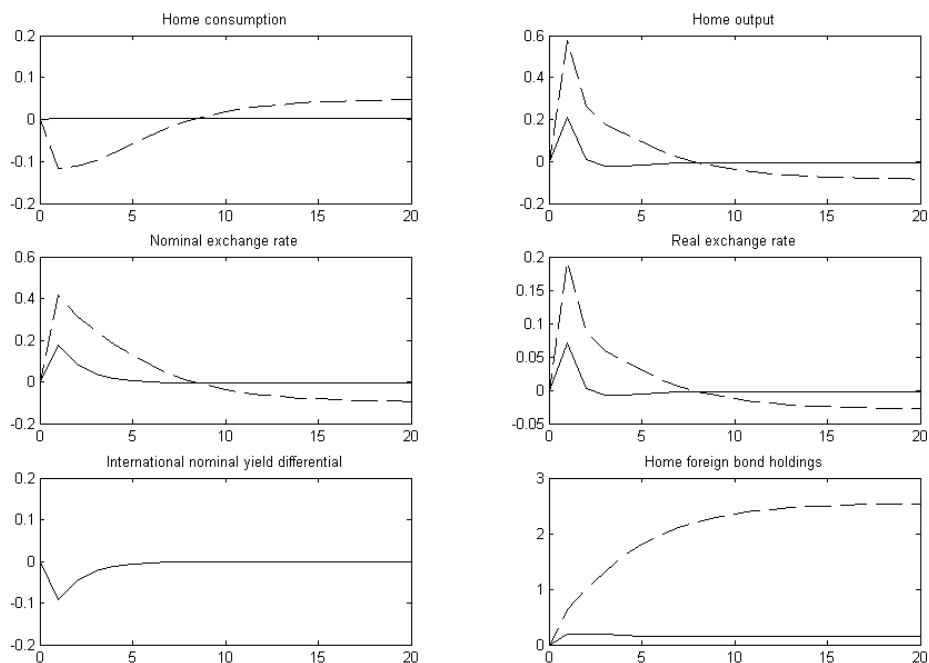 Home consumption
0.2
0.1
0
-0.1
-0.2
0 5 10 15 20
Home output
0.6
0.4
0.2
0
-0.2
0 5 10 15 20
Nominal exchange rate
0.6
0.4
0.2
0
-0.2
0 5 10 15 20
Real exchange rate
0.2
0.15
0.1
0.05
0
-0.05
0 5 10 15 20
International nominal yield differential
0.2
0.1
0
-0.1
-0.2
0 5 10 15 20
Home foreign bond holdings
3
2
1
0
0 5 10 15 20